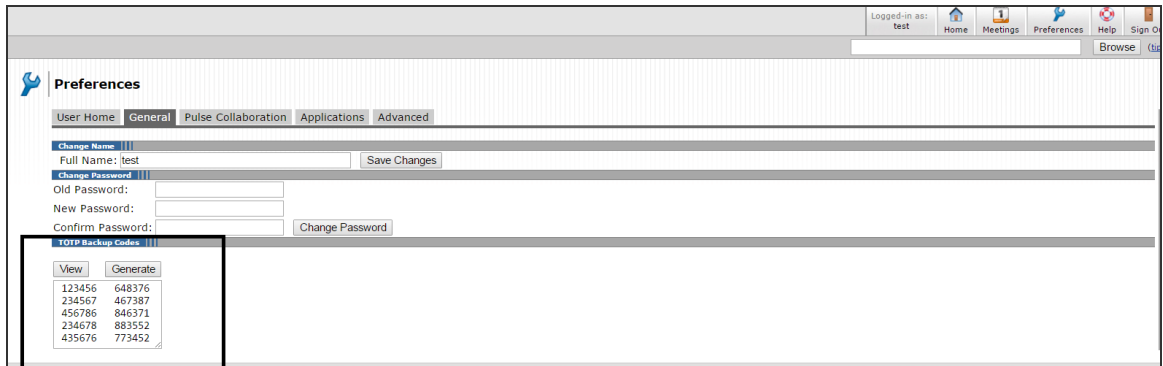 Logged-in as:
test
Home Meetings Preferences Help Sign
Browse
Preferences
User Home General Pulse Collaboration Applications Advanced
Change Name
Full Name: test Save Changes
Change Password
Old Password:
New Password:
Confirm Password: Change Password
TOTP Backup Codes
View Generate
123456 648376
234567 467387
456786 846371
234678 883552
435676 773452